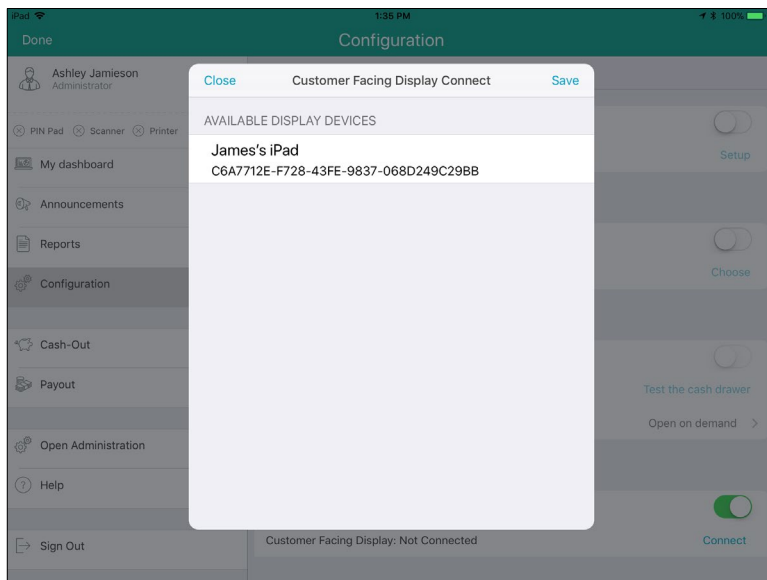 iPad 1:35 PM 100%
Done Configuration
Ashley Jamieson
Administrator
PIN Pad Scanner Printer
My dashboard
Announcements
Reports
Configuration
Cash-Out
Payout
Open Administration
Help
Sign Out
Close Customer Facing Display Connect Save
AVAILABLE DISPLAY DEVICES
James's iPad
C6A7712E-F728-43FE-9837-068D249C29BB
Setup
Choose
Test the cash drawer
Open on demand
Customer Facing Display: Not Connected Connect